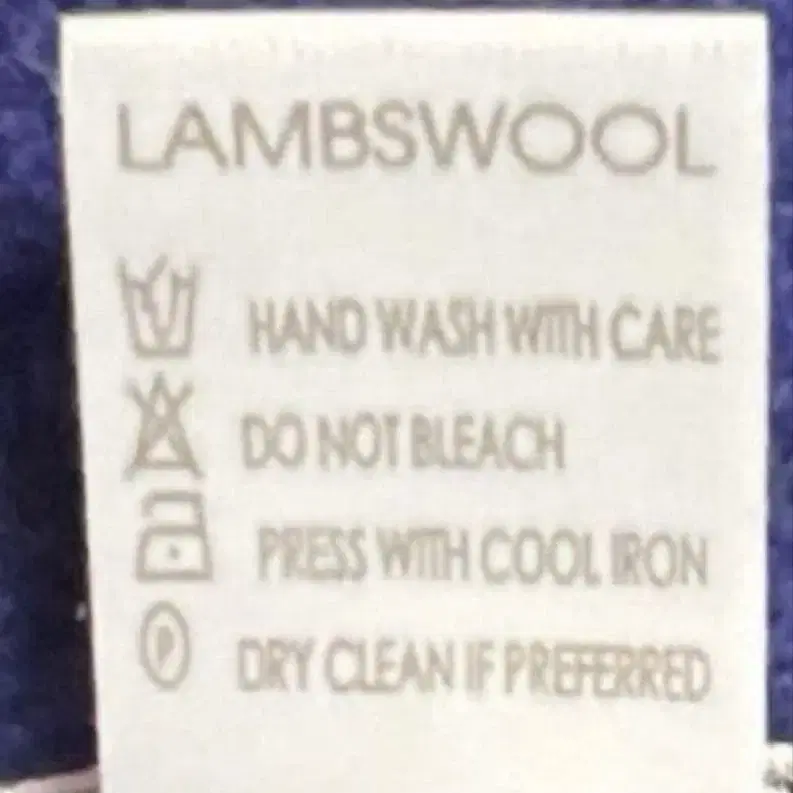 LAMBSWOOL
HAND WASH WITH CARE
DO NOT BLEACH
PRESS WITH COOL IRON
P
DRY CLEAN IF PREFERRED